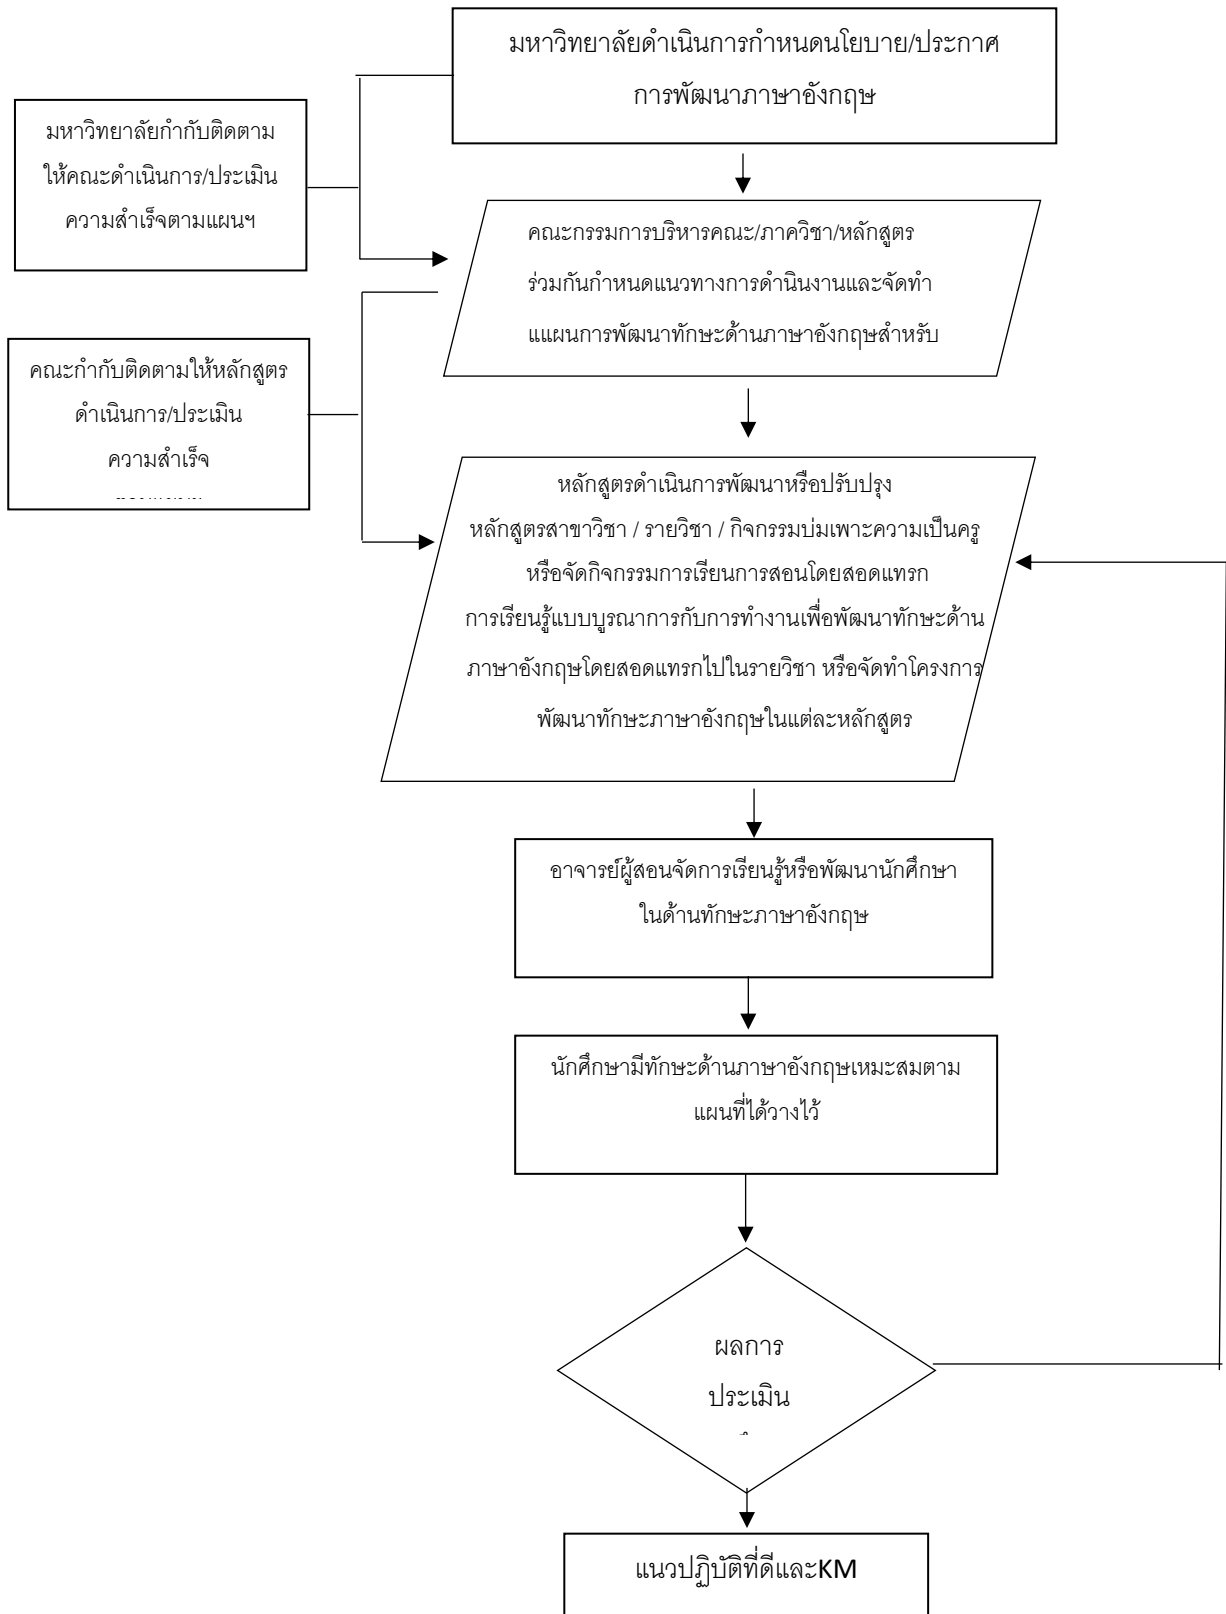 มหาวิทยาลัยดำเนินการกำหนดนโยบาย/ประกาศ
การพัฒนาภาษาอังกฤษ
มหาวิทยาลัยกำกับติดตาม
ให้คณะดำเนินการ/ประเมิน
ความสำเร็จตามแผนฯ
คณะกรรมการบริหารคณะ/ภาควิชา/หลักสูตร
ร่วมกันกำหนดแนวทางการดำนินงานและจัดทำ
แแผนการพัฒนาทักษะด้านภาษาอังกฤษสำหรับ
คณะกำกับติดตามให้หลักสูตร
ดำเนินการ/ประเมิน
ความสำเร็จ
หลักสูตรดำเนินการพัฒนาหรือปรับปรุง
หลักสูตรสาขาวิชา / รายวิชา / กิจกรรมบ่มเพาะความเป็นครู
หรือจัดกิจกรรมการเรียนการสอนโดยสอดแทรก
การเรียนรู้แบบบูรณาการกับการทำงานเพื่อพัฒนาทักษะด้าน
ภาษาอังกฤษโดยสอดแทรกไปในรายวิชา หรือจัดทำโครงการ
พัฒนาทักษะภาษาอังกฤษในแต่ละหลักสูตร
อาจารย์ผู้สอนจัดการเรียนรู้หรือพัฒนานักศึกษา
ในด้านทักษะภาษาอังกฤษ
นักศึกษามีทักษะด้านภาษาอังกฤษเหมะสมตาม
แผนที่ได้วางไว้
ผลการ
ประเมิน
แนวปฏิบัติที่ดีและKM